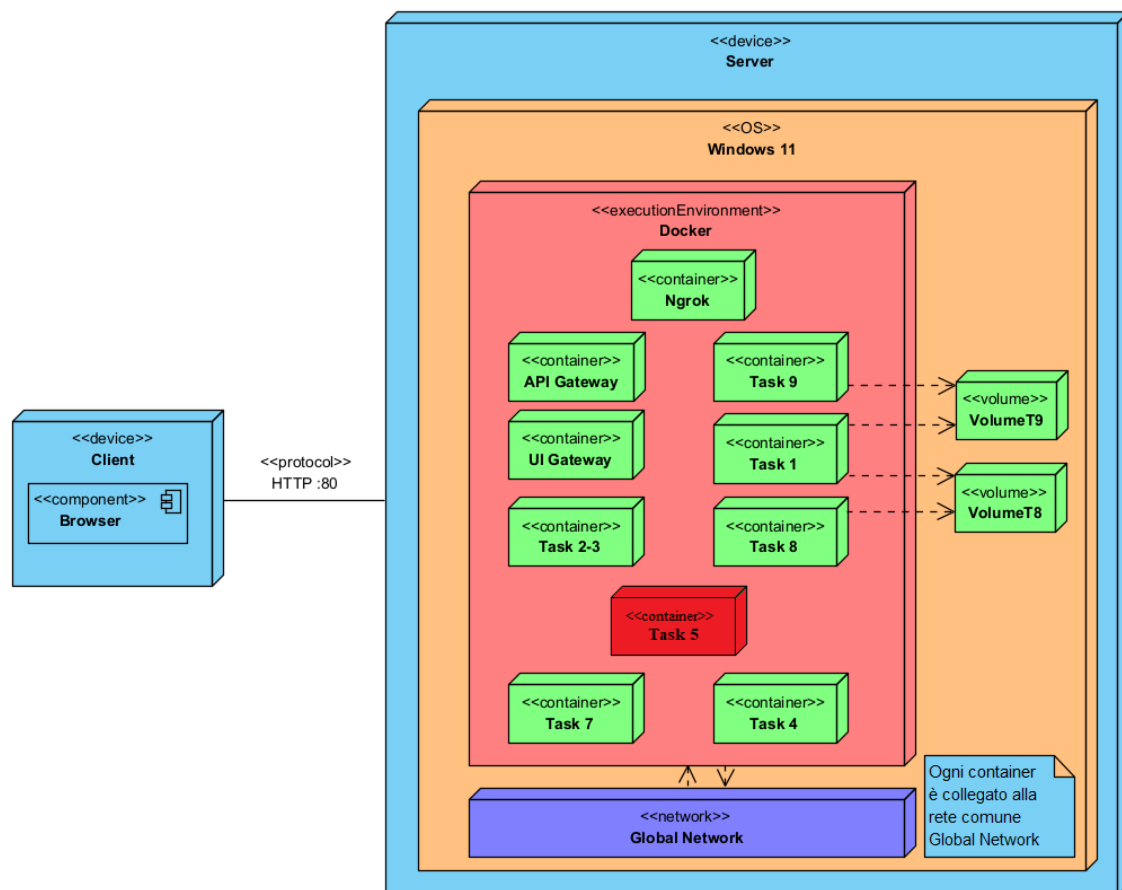 <<device>>
Server
<<OS>>
Windows 11
<<executionEnvironment>>
Docker
<<container>>
Ngrok
<<container>>
API Gateway
<<container>>
Task 9
<<volume>>
VolumeT9
<<device>>
Client
<<component>>
Browser
<<protocol>>
HTTP :80
<<container>>
UI Gateway
<<container>>
Task 1
<<volume>>
VolumeT8
<<container>>
Task 2-3
<<container>>
Task 8
<<container>>
Task 5
<<container>>
Task 7
<<container>>
Task 4
Ogni container
è collegato alla
rete comune
Global Network
<<network>>
Global Network